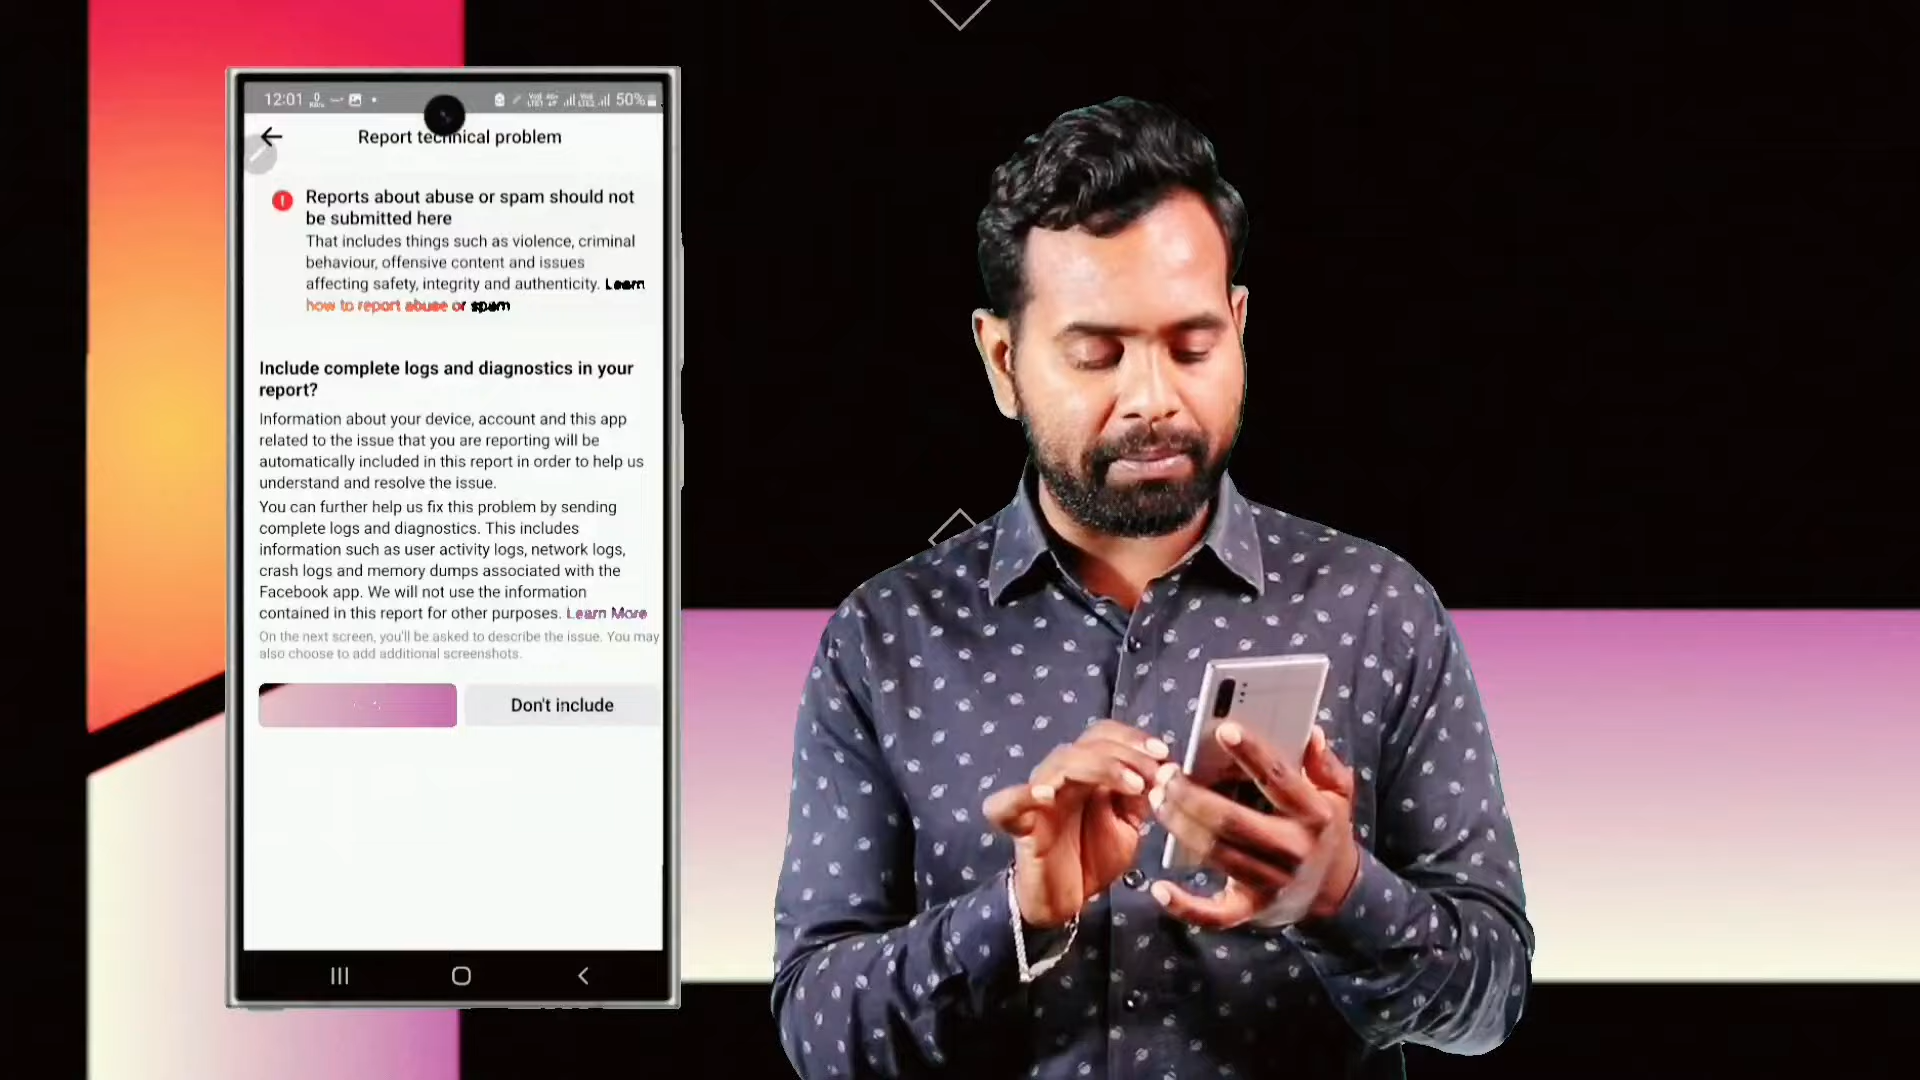 12:01
50%
Report technical problem
Reports about abuse or spam should not
be submitted here
That includes things such as violence, criminal
behaviour, offensive content and issues
affecting safety, integrity and authenticity. Learn
how to report abuse or spam
Include complete logs and diagnostics in your
report?
Information about your device, account and this app
related to the issue that you are reporting will be
automatically included in this report in order to help us
understand and resolve the issue.
You can further help us fix this problem by sending
complete logs and diagnostics. This includes
information such as user activity logs, network logs,
crash logs and memory dumps associated with the
Facebook app. We will not use the information
contained in this report for other purposes. Learn More
On the next screen, you'll be asked to describe the issue. You may
also choose to add additional screenshots.
Don't include